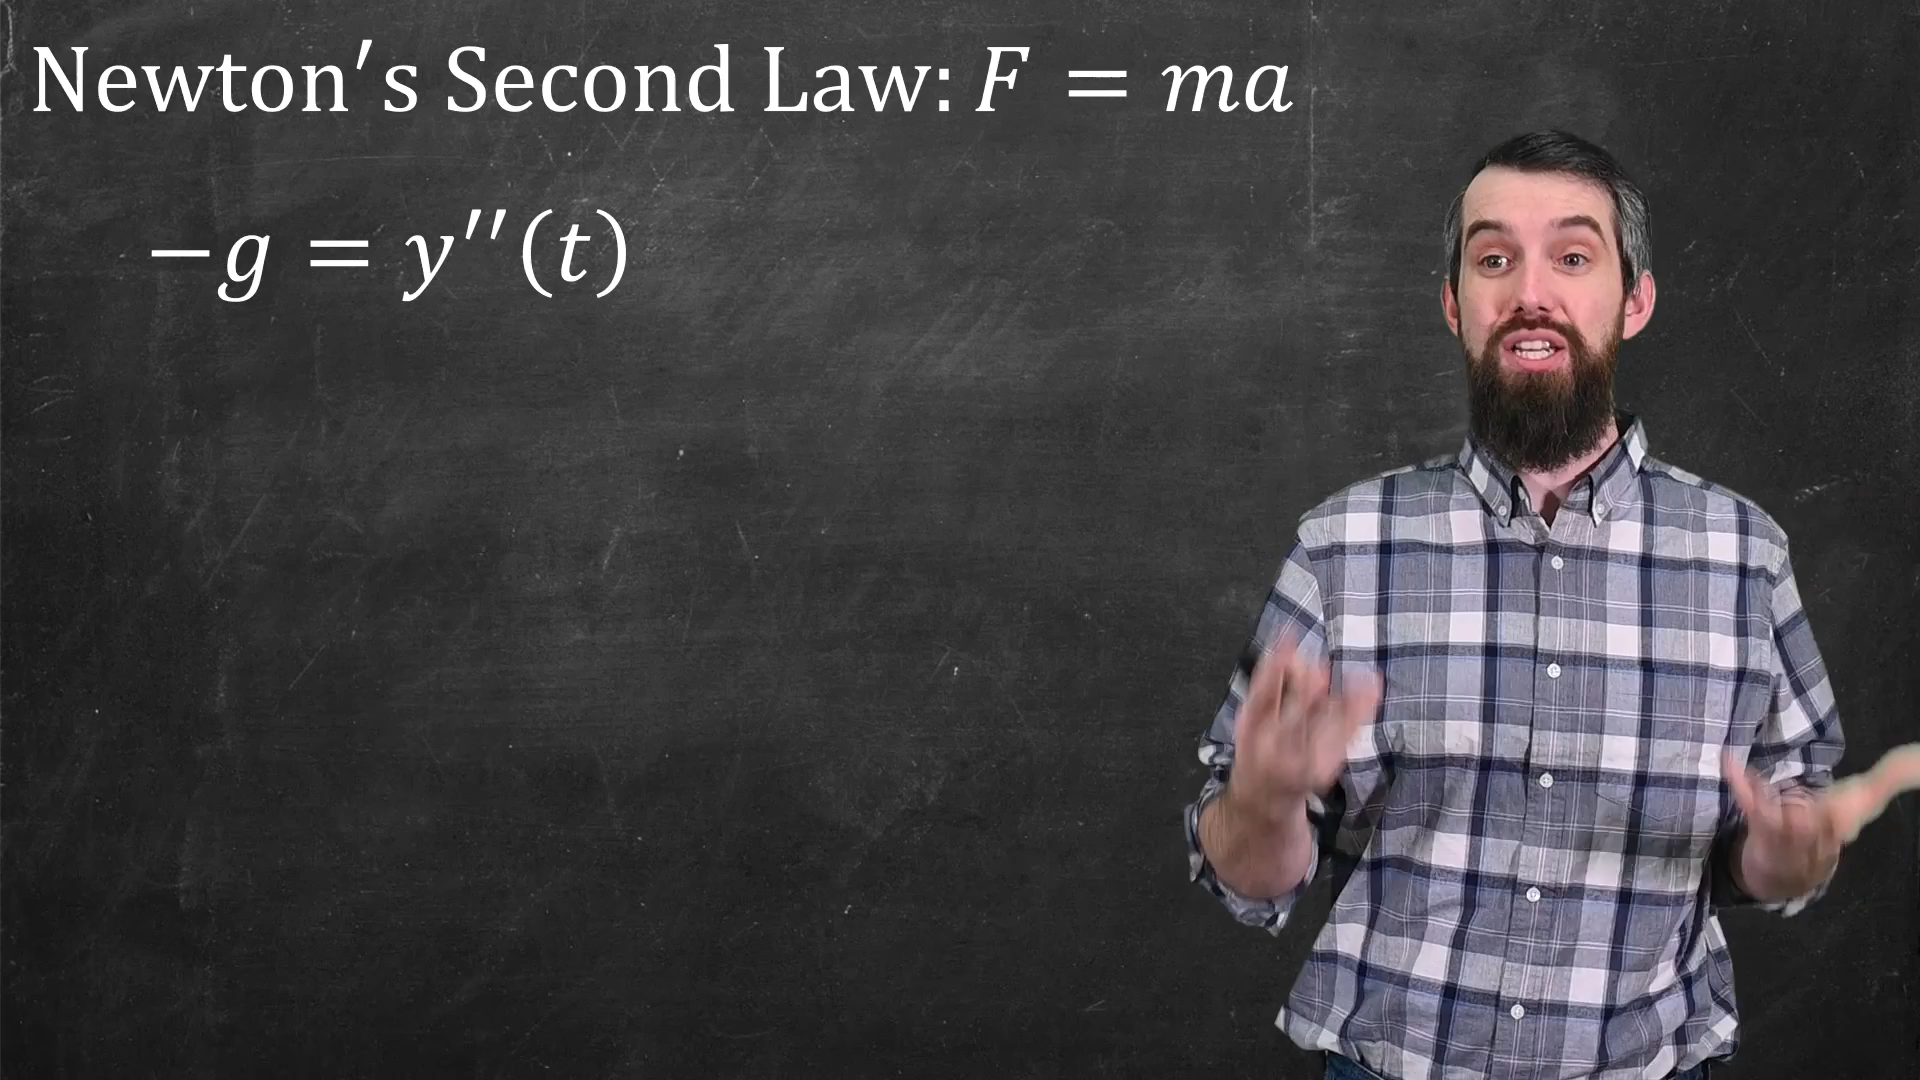 Newton's Second Law: F = ma
−g = y′′(t)